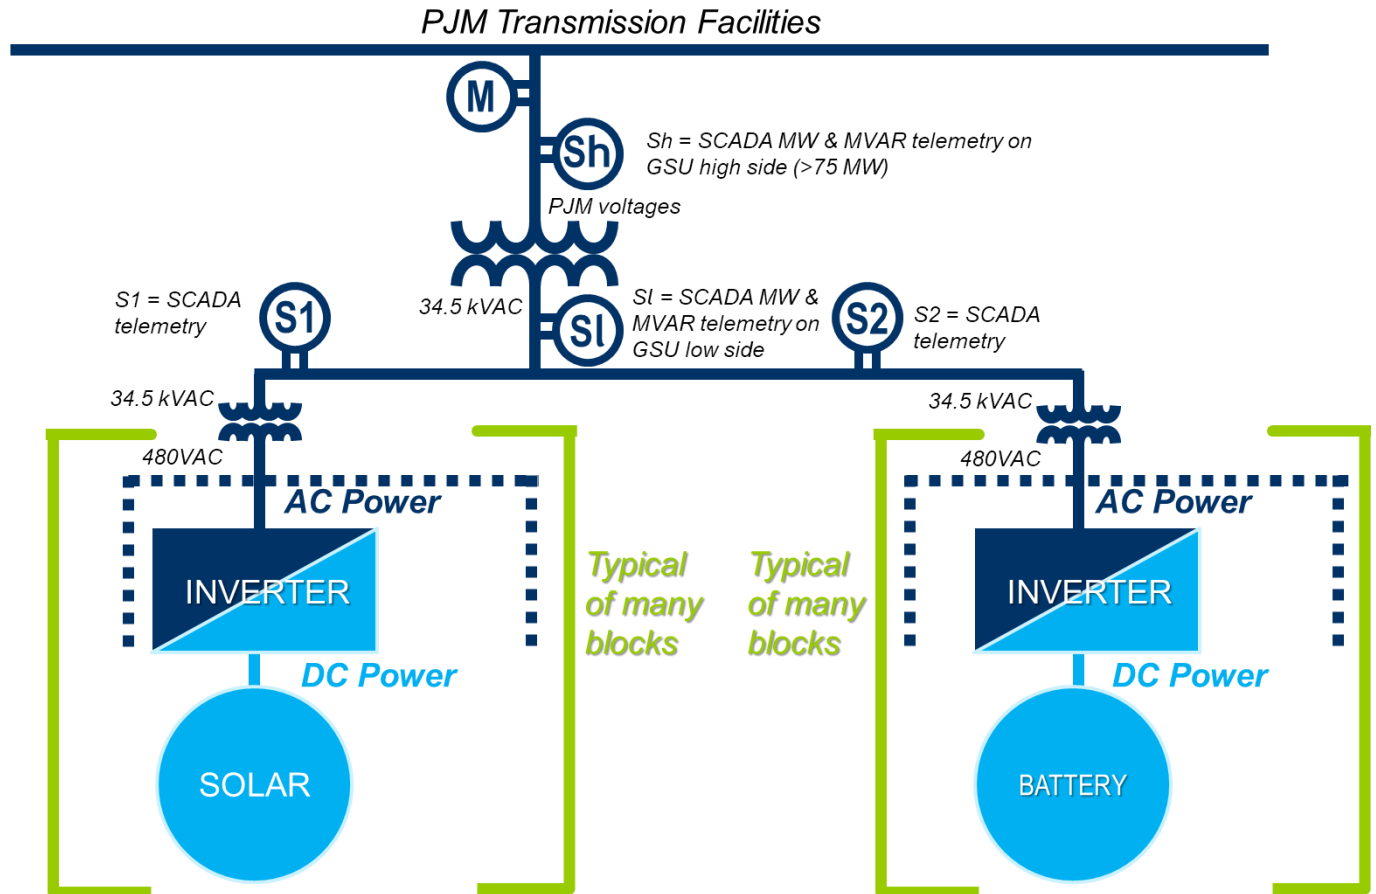 PJM Transmission Facilities
M
Sh
Sh = SCADA MW & MVAR telemetry on
GSU high side (>75 MW)
PJM voltages
S1 = SCADA
telemetry
S1
34.5 kVAC
Sl
Sl = SCADA MW &
MVAR telemetry on
GSU low side
S2
S2 = SCADA
telemetry
34.5 kVAC
480VAC
AC Power
INVERTER
DC Power
SOLAR
Typical
of many
blocks
Typical
of many
blocks
34.5 kVAC
480VAC
AC Power
INVERTER
DC Power
BATTERY